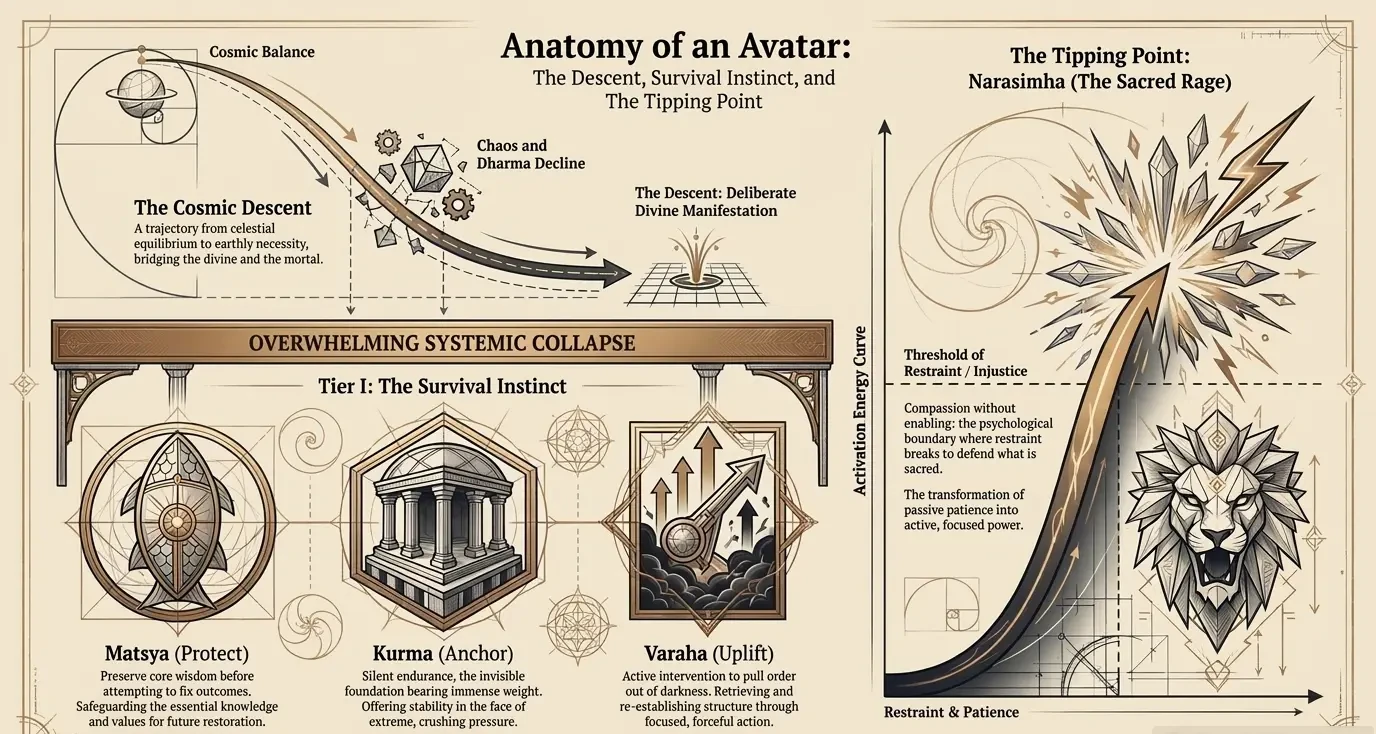 Anatomy of an Avatar:
The Descent, Survival Instinct, and
The Tipping Point
Cosmic Balance
Chaos and
Dharma Decline
The Cosmic Descent
A trajectory from celestial
equilibrium to earthly necessity,
bridging the divine and the mortal.
The Descent: Deliberate
Divine Manifestation
OVERWHELMING SYSTEMIC COLLAPSE
Tier I: The Survival Instinct
Matsya (Protect)
Preserve core wisdom before
attempting to fix outcomes.
Safeguarding the essential knowledge
and values for future restoration.
Kurma (Anchor)
Silent endurance, the invisible
foundation bearing immense weight.
Offering stability in the face of
extreme, crushing pressure.
Varaha (Uplift)
Active intervention to pull order
out of darkness. Retrieving and
re-establishing structure through
focused, forceful action.
The Tipping Point:
Narasimha (The Sacred Rage)
Activation Energy Curve
Threshold of
Restraint / Injustice
Compassion without
enabling: the psychological
boundary where restraint
breaks to defend what is
sacred.
The transformation of
passive patience into
active, focused power.
Restraint & Patience